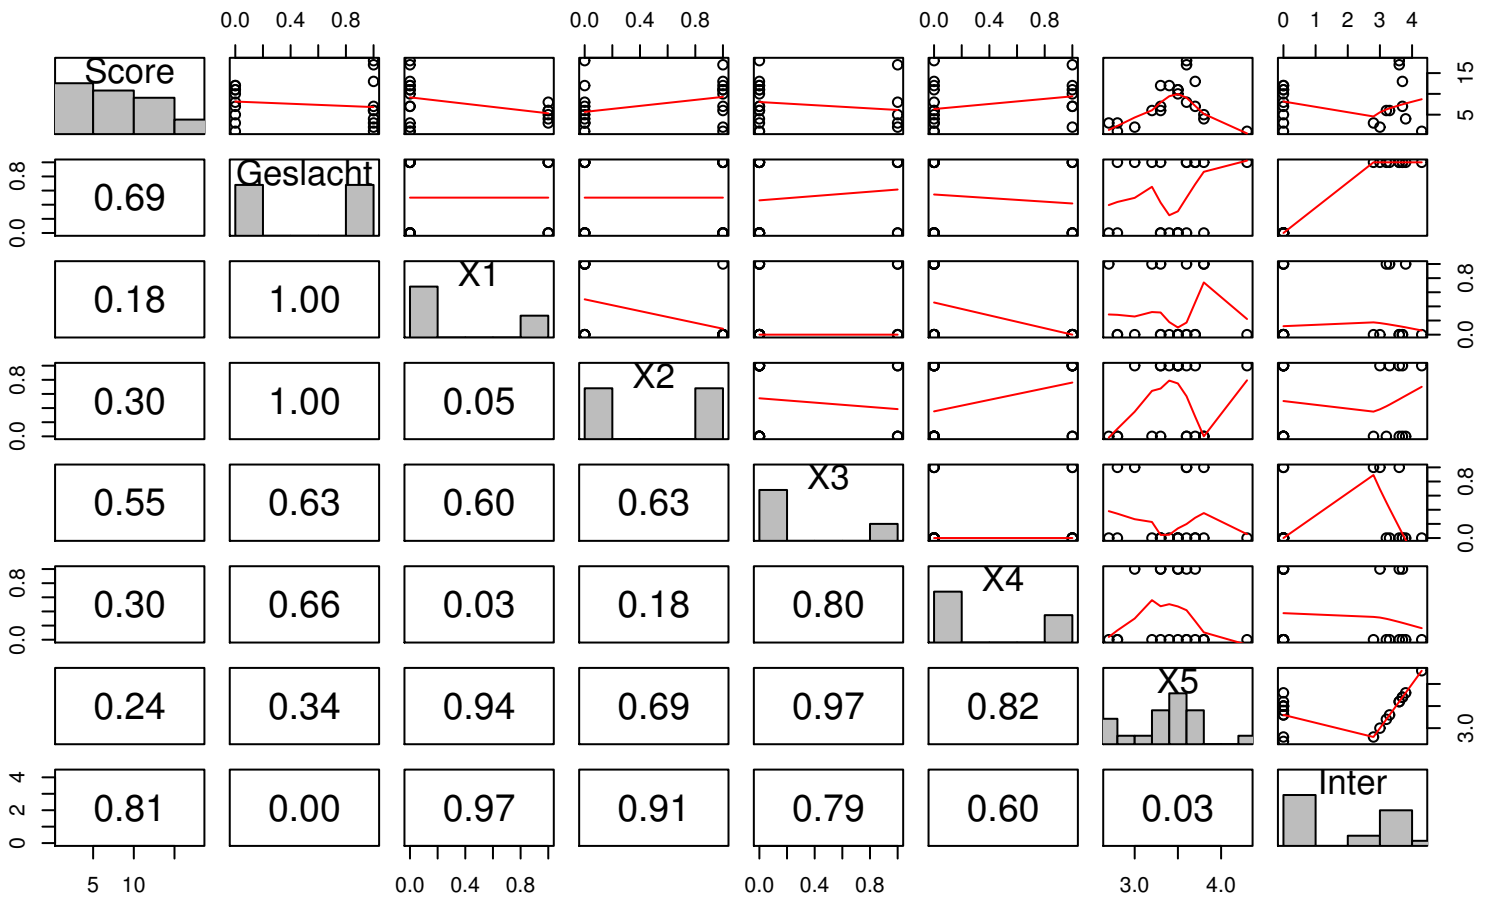 0.0 0.4 0.8 0.0 0.4 0.8 0.0 0.4 0.8 0 1 2 3 4
Score 5 15
0.0 0.8 0.69 Geslacht
0.18 1.00 X1 0.0 0.8
0.0 0.8 0.30 1.00 0.05 X2
0.55 0.63 0.60 0.63 X3 0.0 0.8
0.0 0.8 0.30 0.66 0.03 0.18 0.80 X4
0.24 0.34 0.94 0.69 0.97 0.82 X5 3.0
0 2 4 0.81 0.00 0.97 0.91 0.79 0.60 0.03 Inter
5 10 0.0 0.4 0.8 0.0 0.4 0.8 3.0 4.0